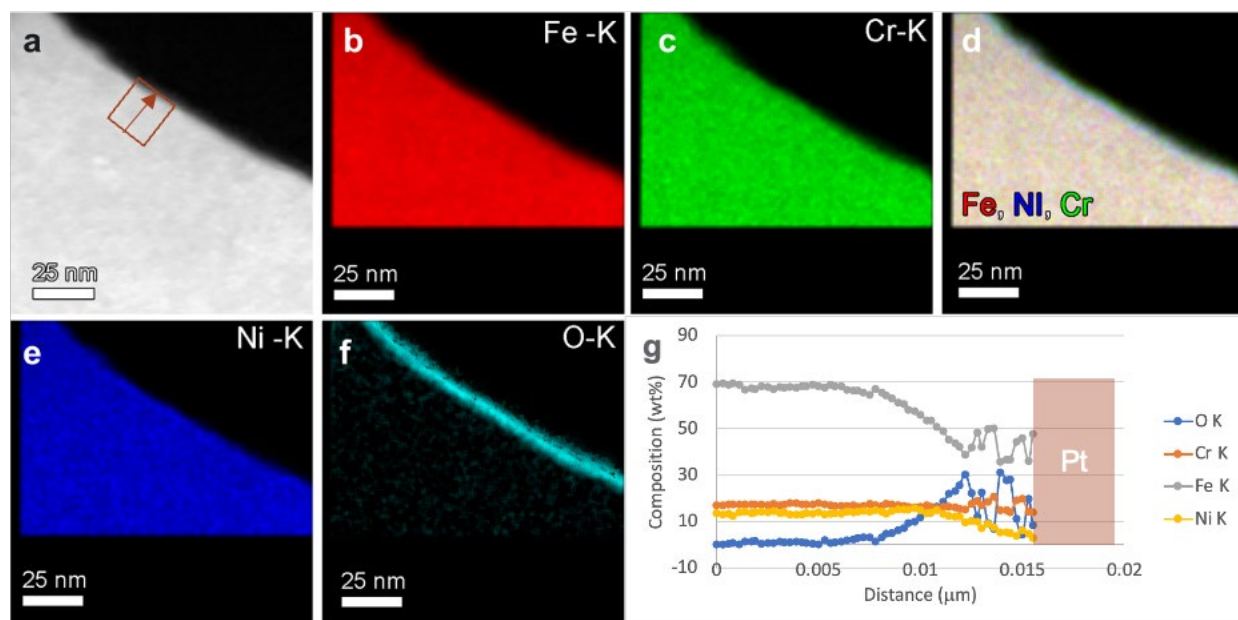 a
25 nm
b
Fe -K
25 nm
c
Cr-K
25 nm
d
Fe, NI, Cr
25 nm
e
Ni -K
25 nm
f
O-K
25 nm
g
90
70
50
30
10
-10
Composition (wt%)
0
0.005
0.01
0.015
0.02
Distance (μm)
Pt
O K
Cr K
Fe K
Ni K